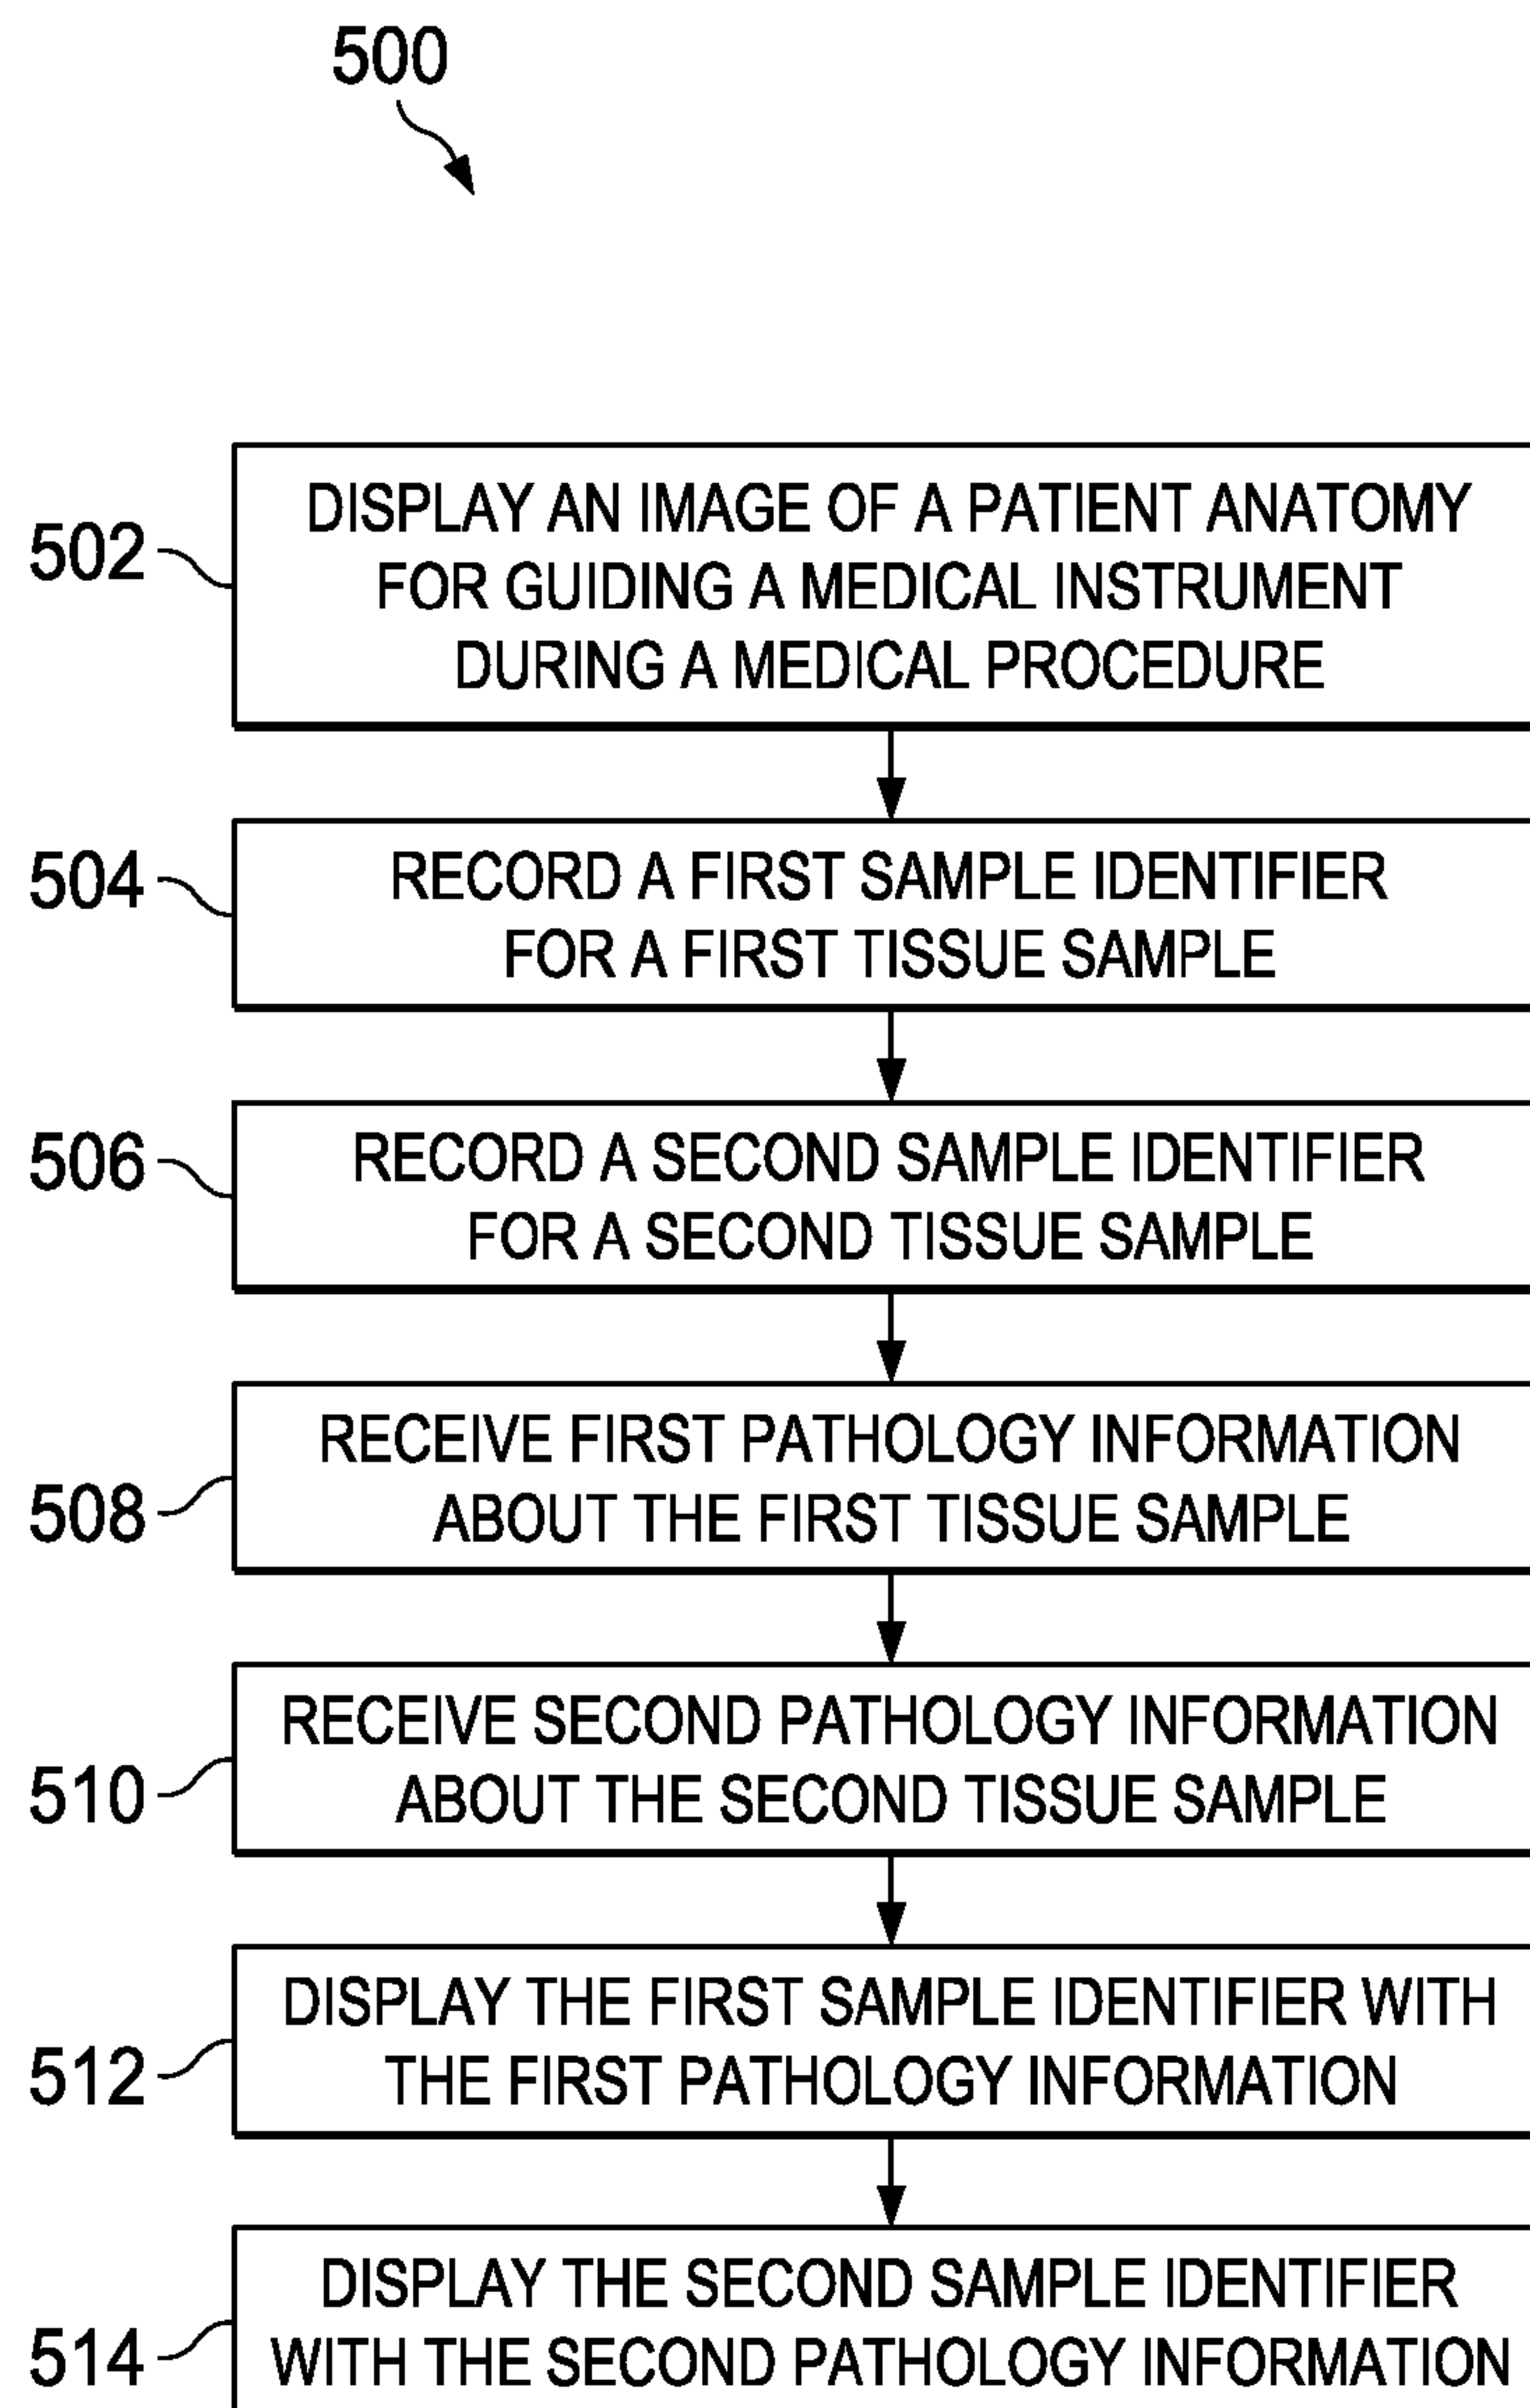 500
502
DISPLAY AN IMAGE OF A PATIENT ANATOMY
FOR GUIDING A MEDICAL INSTRUMENT
DURING A MEDICAL PROCEDURE
504
RECORD A FIRST SAMPLE IDENTIFIER
FOR A FIRST TISSUE SAMPLE
506
RECORD A SECOND SAMPLE IDENTIFIER
FOR A SECOND TISSUE SAMPLE
508
RECEIVE FIRST PATHOLOGY INFORMATION
ABOUT THE FIRST TISSUE SAMPLE
510
RECEIVE SECOND PATHOLOGY INFORMATION
ABOUT THE SECOND TISSUE SAMPLE
512
DISPLAY THE FIRST SAMPLE IDENTIFIER WITH
THE FIRST PATHOLOGY INFORMATION
514
DISPLAY THE SECOND SAMPLE IDENTIFIER
WITH THE SECOND PATHOLOGY INFORMATION